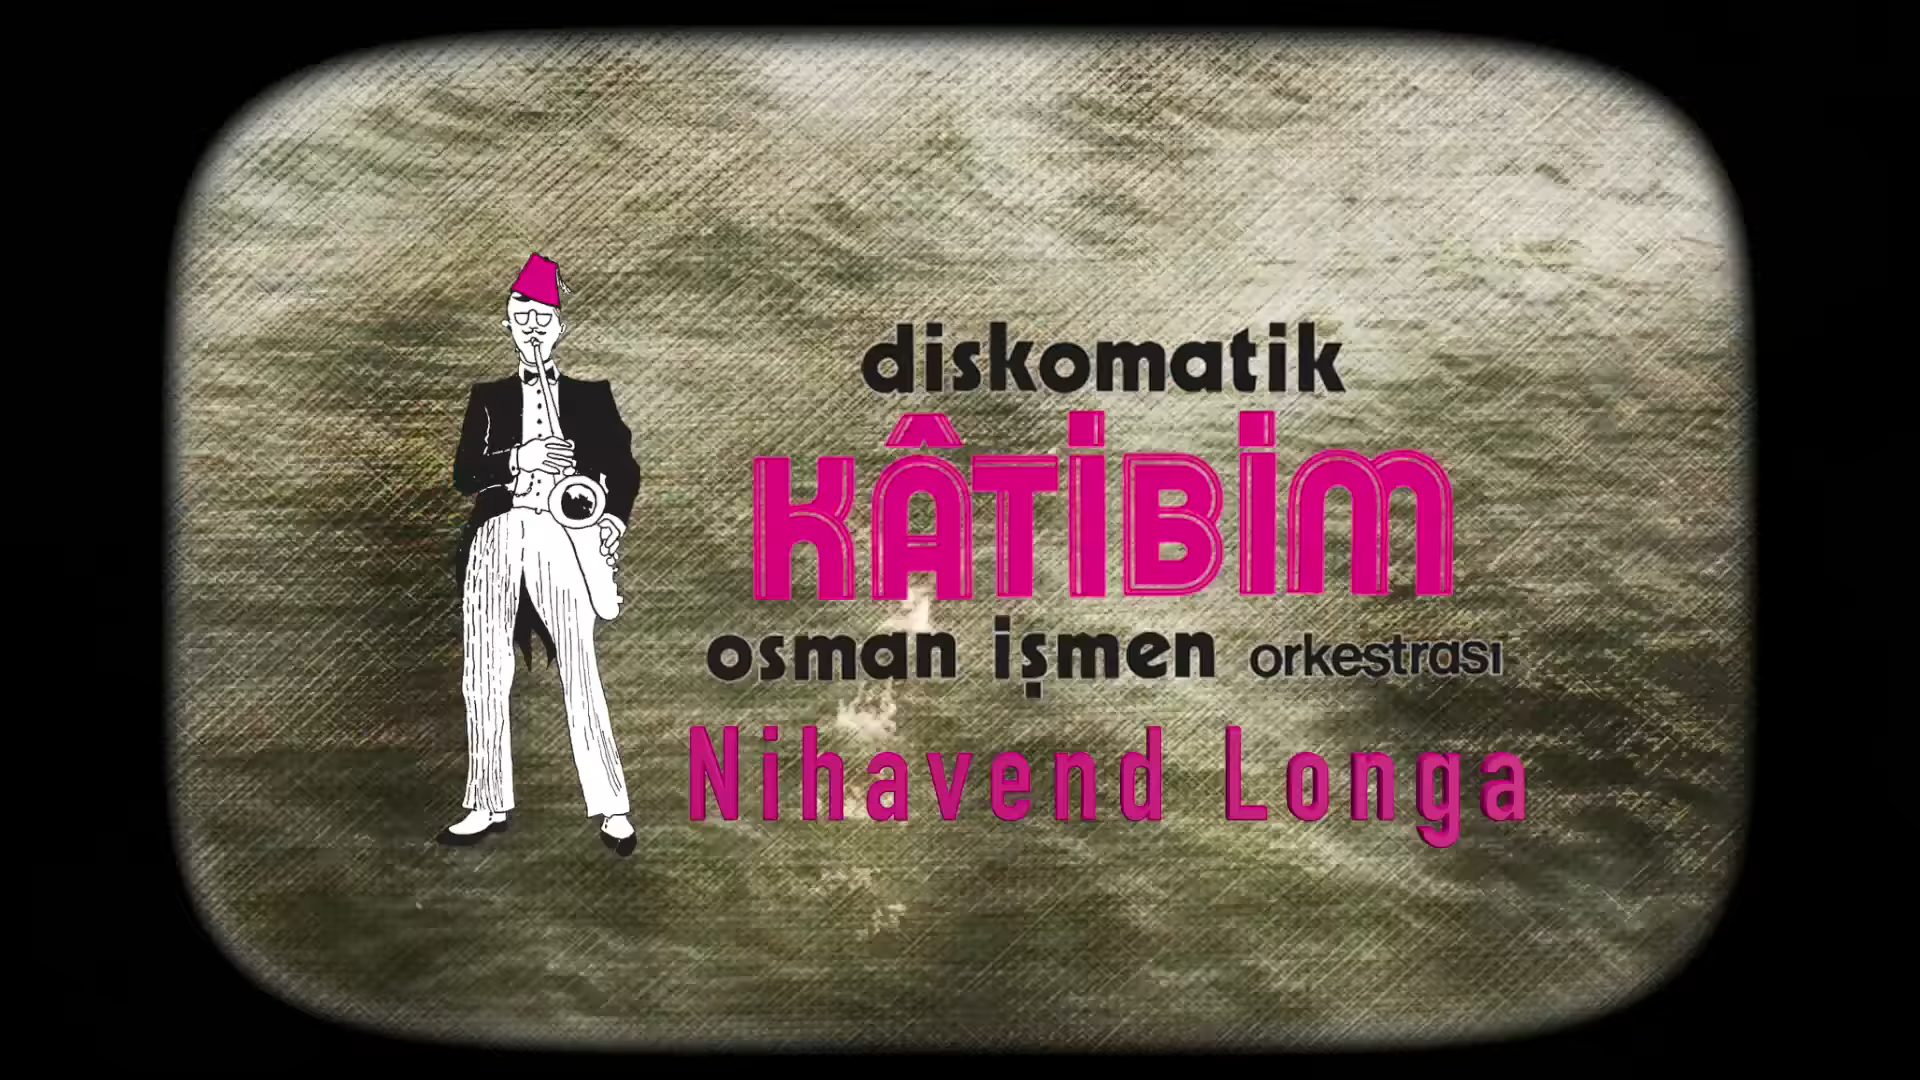 diskomatik
KÂTİBİM
osman işmen orkestrası
Nihavend Longa